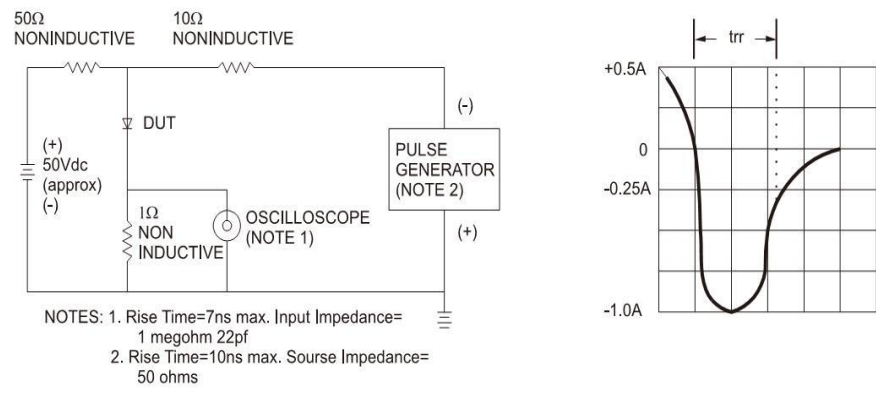 50Ω
NONINDUCTIVE
10Ω
NONINDUCTIVE
DUT
(+)
50Vdc
(approx)
(-)
1Ω
NON
INDUCTIVE
OSCILLOSCOPE
(NOTE 1)
(-)
PULSE
GENERATOR
(NOTE 2)
(+)
NOTES: 1. Rise Time=7ns max. Input Impedance=
1 megohm 22pf
2. Rise Time=10ns max. Sourse Impedance=
50 ohms
trr
+0.5A
0
-0.25A
-1.0A